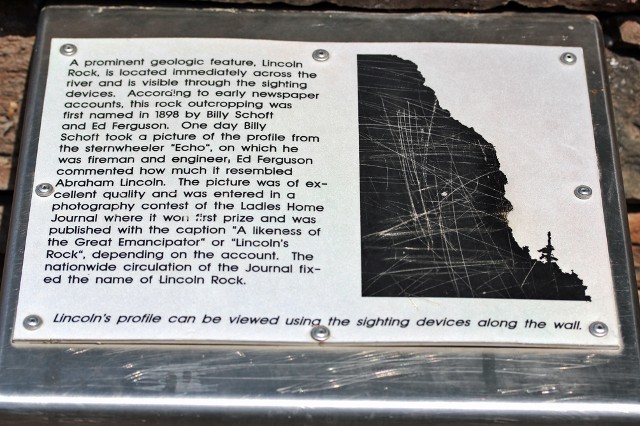 A prominent geologic feature, Lincoln
Rock, is located immediately across the
river and is visible through the sighting
devices. According to early newspaper
accounts, this rock outcropping was
first named in 1898 by Billy Schott
and Ed Ferguson. One day Billy
Schott took a picture of the profile from
the sternwheeler "Echo", on which he
was fireman and engineer, Ed Ferguson
commented how much it resembled
Abraham Lincoln. The picture was of ex-
cellent quality and was entered in a
photography contest of the Ladies Home
Journal where it won first prize and was
published with the caption "A likeness of
the Great Emancipator" or "Lincoln's
Rock", depending on the account. The
nationwide circulation of the Journal fix-
ed the name of Lincoln Rock.
Lincoln's profile can be viewed using the sighting devices along the wall.